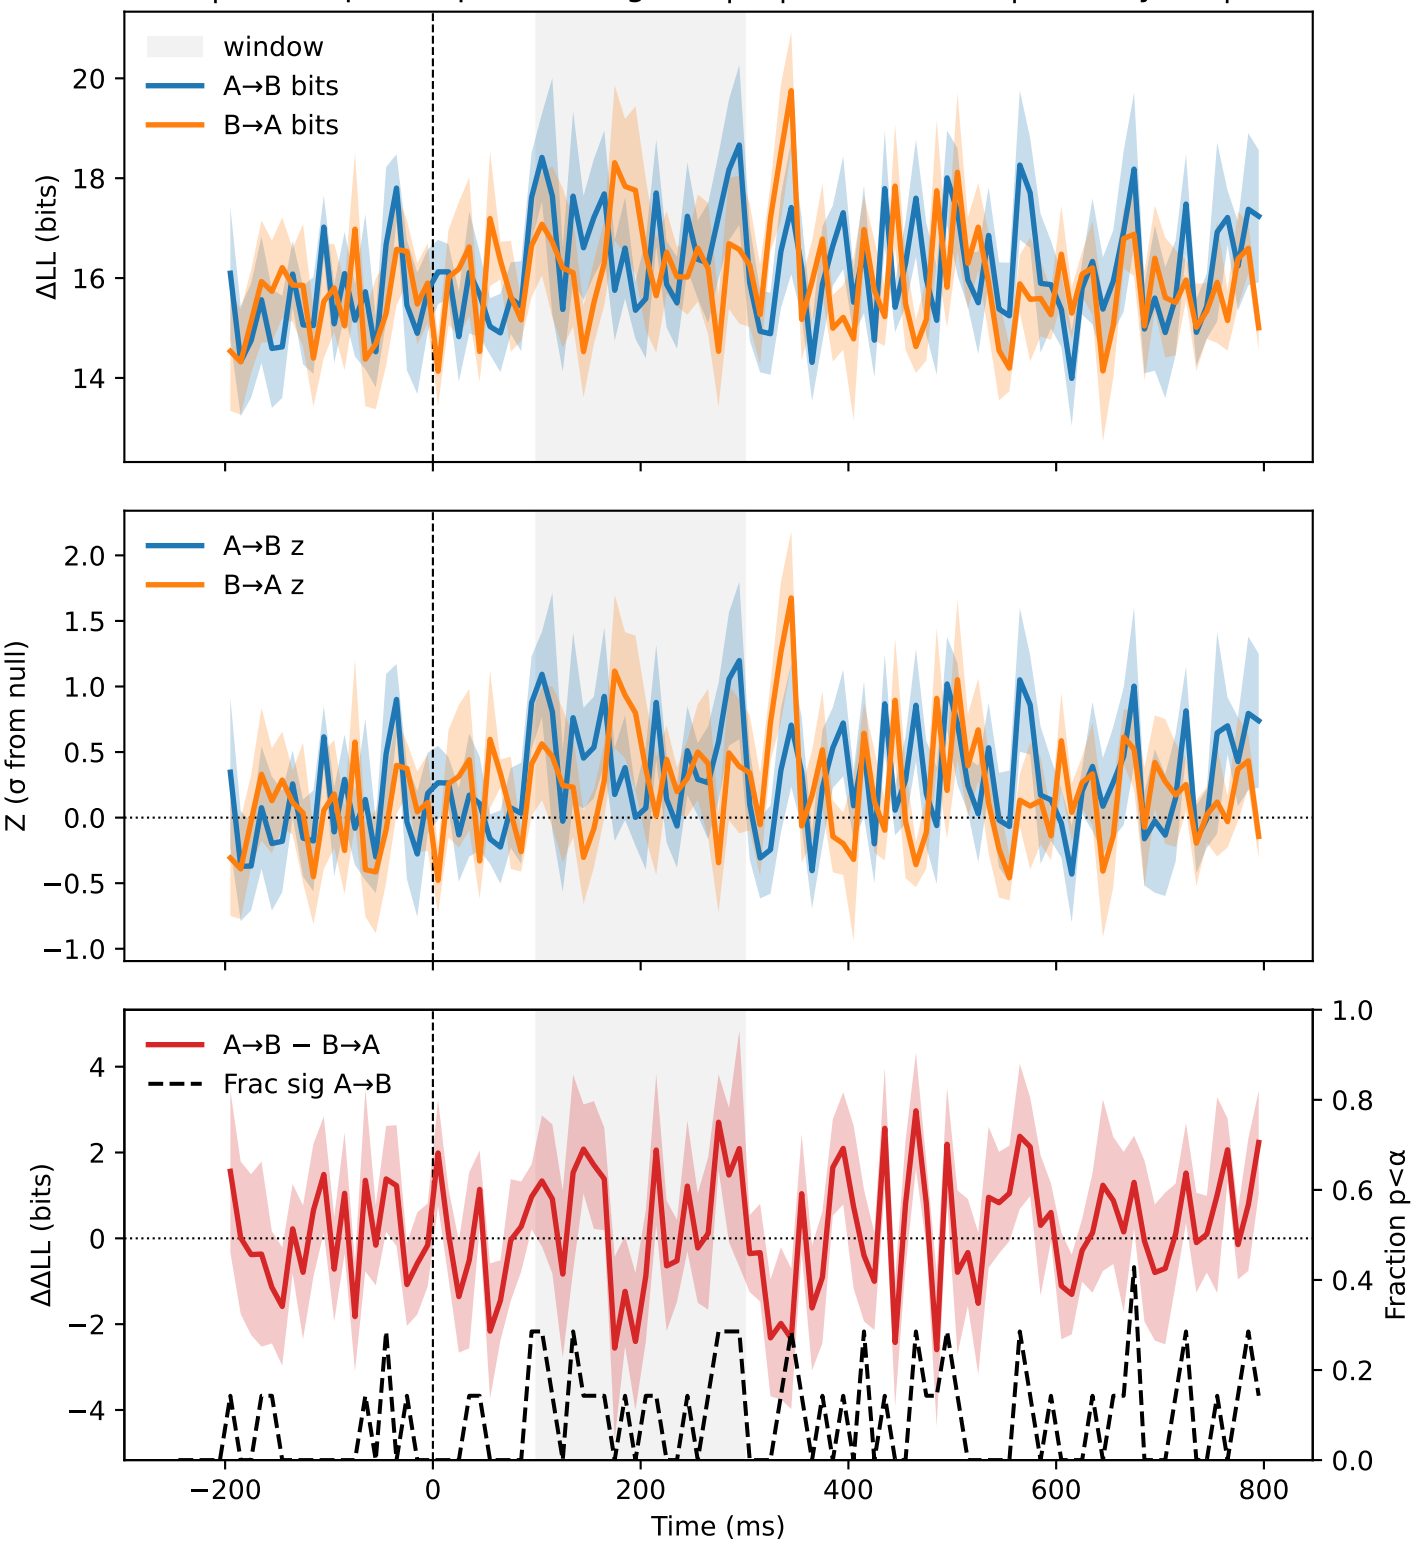 window
A→B bits
B→A bits
20
18
16
14
ΔLL (bits)
A→B z
B→A z
2.0
1.5
1.0
0.5
0.0
−0.5
−1.0
Z (σ from null)
A→B − B→A
Frac sig A→B
4
2
0
−2
−4
ΔΔLL (bits)
1.0
0.8
0.6
0.4
0.2
0.0
Fraction p<α
−200 0 200 400 600 800
Time (ms)